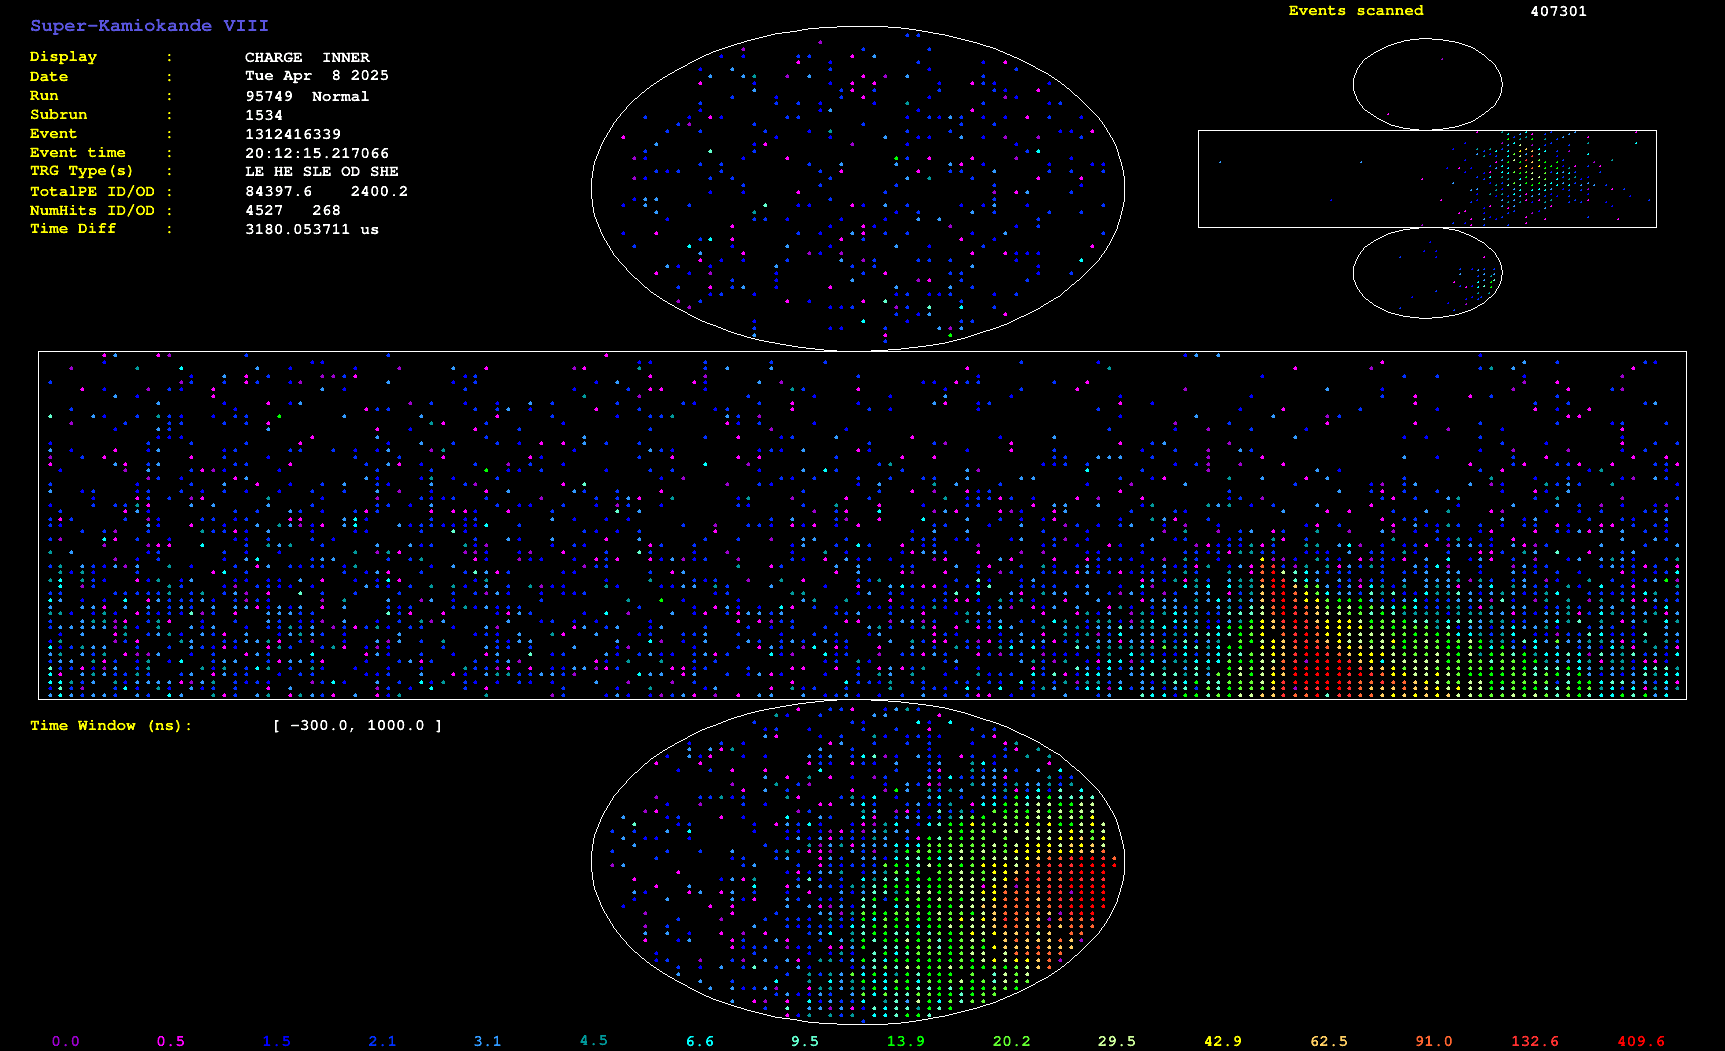 Super-Kamiokande VIII
Events scanned 407301
Display : CHARGE INNER
Date : Tue Apr 8 2025
Run : 95749 Normal
Subrun : 1534
Event : 1312416339
Event time : 20:12:15.217066
TRG Type(s) : LE HE SLE OD SHE
TotalPE ID/OD : 84397.6 2400.2
NumHits ID/OD : 4527 268
Time Diff : 3180.053711 us
Time Window (ns): [ -300.0, 1000.0 ]
0.0 0.5 1.5 2.1 3.1 4.5 6.6 9.5 13.9 20.2 29.5 42.9 62.5 91.0 132.6 409.6